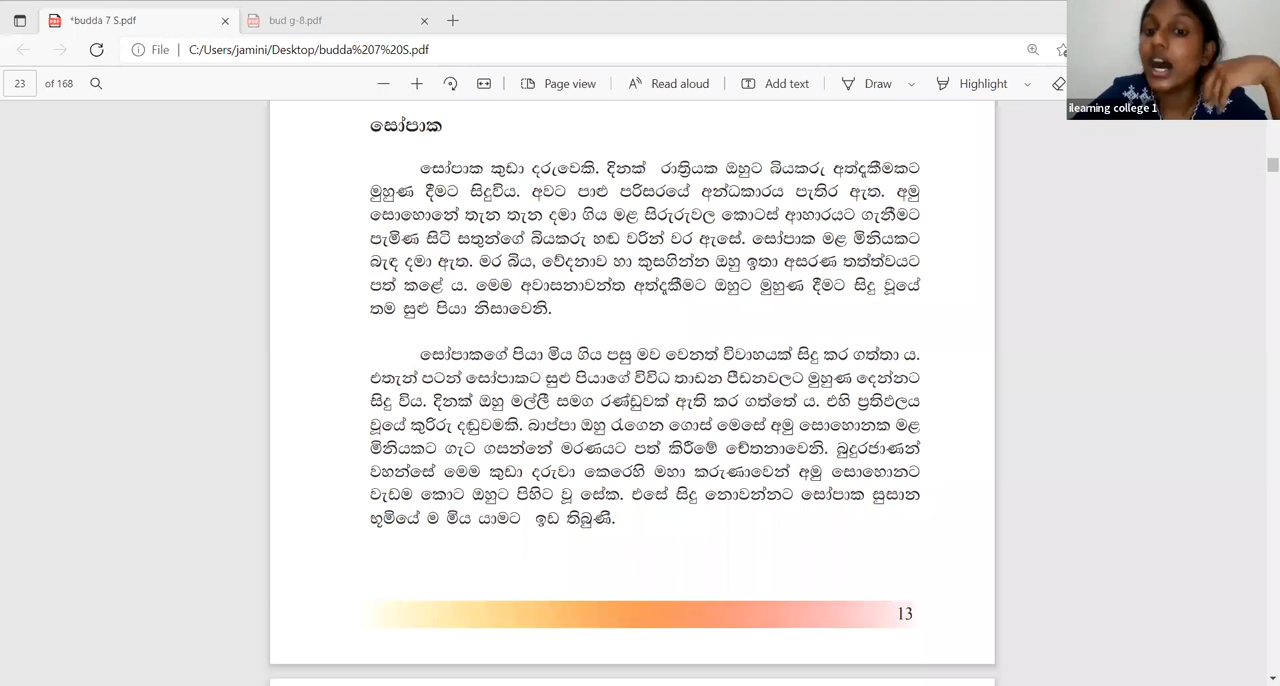 *budda 7 S.pdf
bud g-8.pdf
File | C:/Users/jamini/Desktop/budda%207%20S.pdf
23 of 168 Page view Read aloud Add text Draw Highlight
ilearning college 1
සෝපාක
සෝපාක කුඩා දරුවෙකි. දිනක් රාත්‍රියක ඔහුට බියකරු අත්දැකීමකට
මුහුණ දීමට සිදුවිය. අවට පාළු පරිසරයේ අන්ධකාරය පැතිර ඇත. අමු
සොහොනේ තැන තැන දමා ගිය මළ සිරුරුවල කොටස් ආහාරයට ගැනීමට
පැමිණ සිටි සතුන්ගේ බියකරු හඬ වරින් වර ඇසේ. සෝපාක මළ මිනියකට
බැඳ දමා ඇත. මර බිය, වේදනාව හා කුසගින්න ඔහු ඉතා අසරණ තත්ත්වයට
පත් කළේ ය. මෙම අවාසනාවන්ත අත්දැකීමට ඔහුට මුහුණ දීමට සිදු වූයේ
තම සුළු පියා නිසාවෙනි.
සෝපාකගේ පියා මිය ගිය පසු මව වෙනත් විවාහයක් සිදු කර ගත්තා ය.
එතැන් පටන් සෝපාකට සුළු පියාගේ විවිධ තාඩන පීඩනවලට මුහුණ දෙන්නට
සිදු විය. දිනක් ඔහු මල්ලී සමග රණ්ඩුවක් ඇති කර ගත්තේ ය. එහි ප්‍රතිඵලය
වූයේ කුරිරු දඬුවමකි. බාප්පා ඔහු රැගෙන ගොස් මෙසේ අමු සොහොනක මළ
මිනියකට ගැට ගසන්නේ මරණයට පත් කිරීමේ චේතනාවෙනි. බුදුරජාණන්
වහන්සේ මෙම කුඩා දරුවා කෙරෙහි මහා කරුණාවෙන් අමු සොහොනට
වැඩම කොට ඔහුට පිහිට වූ සේක. එසේ සිදු නොවන්නට සෝපාක සුසාන
භූමියේ ම මිය යාමට ඉඩ තිබුණි.
13